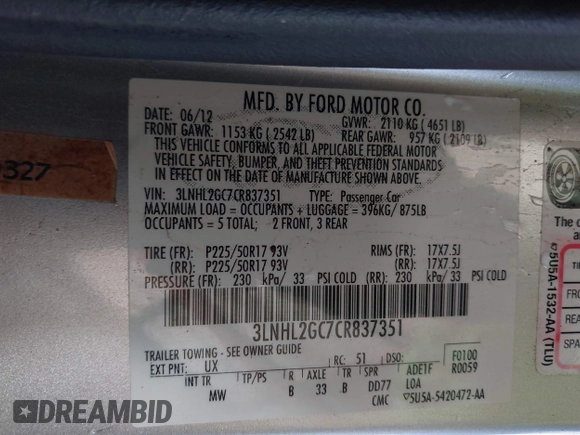 MFD. BY FORD MOTOR CO.
DATE: 06/12 GVWR: 2110 KG (4651 LB)
FRONT GAWR: 1153 KG (2542 LB) REAR GAWR: 957 KG (2109 LB)
THIS VEHICLE CONFORMS TO ALL APPLICABLE FEDERAL MOTOR
VEHICLE SAFETY, BUMPER, AND THEFT PREVENTION STANDARDS
IN EFFECT ON THE DATE OF MANUFACTURE SHOWN ABOVE.
VIN: 3LNHL2GC7CR837351 TYPE: Passenger Car
MAXIMUM LOAD = OCCUPANTS + LUGGAGE = 396KG/ 875LB
OCCUPANTS = 5 TOTAL; 2 FRONT, 3 REAR
TIRE (FR): P225/50R17 93V RIMS (FR): 17X7.5J
(RR): P225/50R17 93V (RR): 17X7.5J
PRESSURE (FR): 230 kPa/ 33 PSI COLD (RR): 230 kPa/ 33 PSI COLD
3LNHL2GC7CR837351
TRAILER TOWING - SEE OWNER GUIDE
EXT PNT: UX RC: 51 DSO: F0100
R0059
INT TR TP/PS R AXLE TR SPR ADE1F
MW B 33 B DD77 LOA
CMC 5U5A-5420472-AA
327
The c
5U5A-1532-AA (TLU)
TI
FRO
REA
SPA
DREAMBID